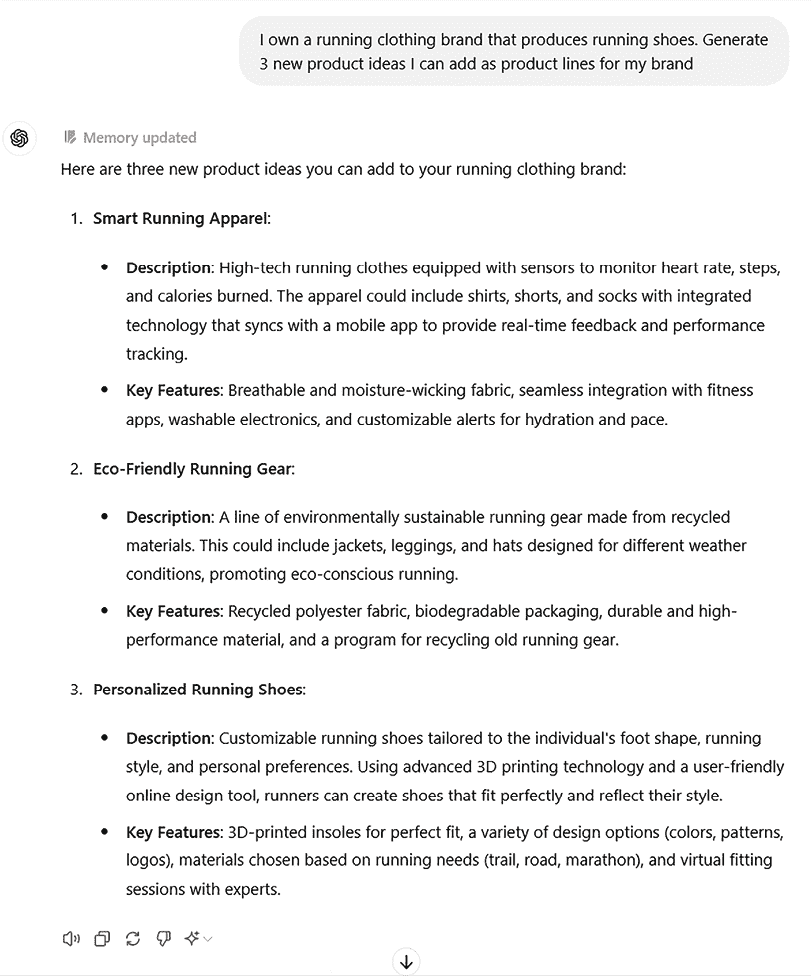 I own a running clothing brand that produces running shoes. Generate
3 new product ideas I can add as product lines for my brand
Memory updated
Here are three new product ideas you can add to your running clothing brand:
1. Smart Running Apparel:
• Description: High-tech running clothes equipped with sensors to monitor heart rate, steps,
and calories burned. The apparel could include shirts, shorts, and socks with integrated
technology that syncs with a mobile app to provide real-time feedback and performance
tracking.
• Key Features: Breathable and moisture-wicking fabric, seamless integration with fitness
apps, washable electronics, and customizable alerts for hydration and pace.
2. Eco-Friendly Running Gear:
• Description: A line of environmentally sustainable running gear made from recycled
materials. This could include jackets, leggings, and hats designed for different weather
conditions, promoting eco-conscious running.
• Key Features: Recycled polyester fabric, biodegradable packaging, durable and high-
performance material, and a program for recycling old running gear.
3. Personalized Running Shoes:
• Description: Customizable running shoes tailored to the individual's foot shape, running
style, and personal preferences. Using advanced 3D printing technology and a user-friendly
online design tool, runners can create shoes that fit perfectly and reflect their style.
• Key Features: 3D-printed insoles for perfect fit, a variety of design options (colors, patterns,
logos), materials chosen based on running needs (trail, road, marathon), and virtual fitting
sessions with experts.